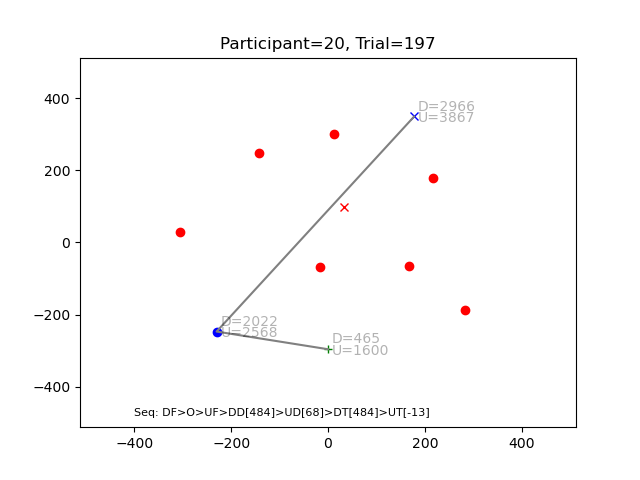 Participant=20, Trial=197
400
200
0
−200
−400
D=2966
U=3867
D=2022
U=2568
D=465
U=1600
Seq: DF>O>UF>DD[484]>UD[68]>DT[484]>UT[-13]
−400
−200
0
200
400